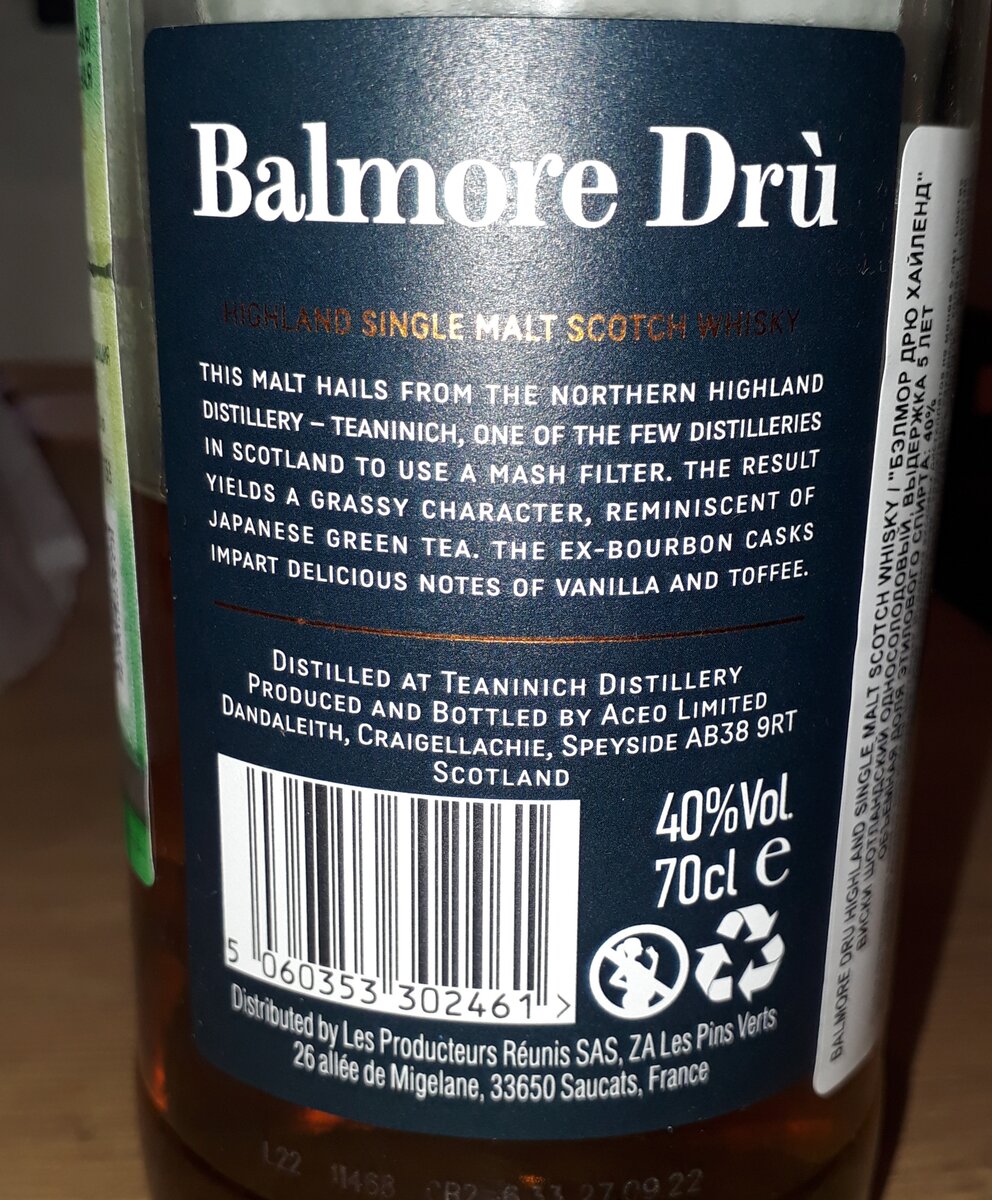 Balmore Drù
HIGHLAND SINGLE MALT SCOTCH WHISKY
THIS MALT HAILS FROM THE NORTHERN HIGHLAND
DISTILLERY – TEANINICH, ONE OF THE FEW DISTILLERIES
IN SCOTLAND TO USE A MASH FILTER. THE RESULT
YIELDS A GRASSY CHARACTER, REMINISCENT OF
JAPANESE GREEN TEA. THE EX-BOURBON CASKS
IMPART DELICIOUS NOTES OF VANILLA AND TOFFEE.
DISTILLED AT TEANINICH DISTILLERY
PRODUCED AND BOTTLED BY ACEO LIMITED
DANDALEITH, CRAIGELLACHIE, SPEYSIDE AB38 9RT
SCOTLAND
40%Vol.
70cl e
5 060353 302461 >
Distributed by Les Producteurs Réunis SAS, ZA Les Pins Verts
26 allée de Migelane, 33650 Saucats, France
BALMORE DRU HIGHLAND SINGLE MALT SCOTCH WHISKY / "БЭЛМОР ДРЮ ХАЙЛЕНД"
ВИСКИ ШОТЛАНДСКИЙ ОДНОСОЛОДОВЫЙ, ВЫДЕРЖКА 5 ЛЕТ
ОБЪЕМНАЯ ДОЛЯ ЭТИЛОВОГО СПИРТА: 40%
L22 11468 27.09.22